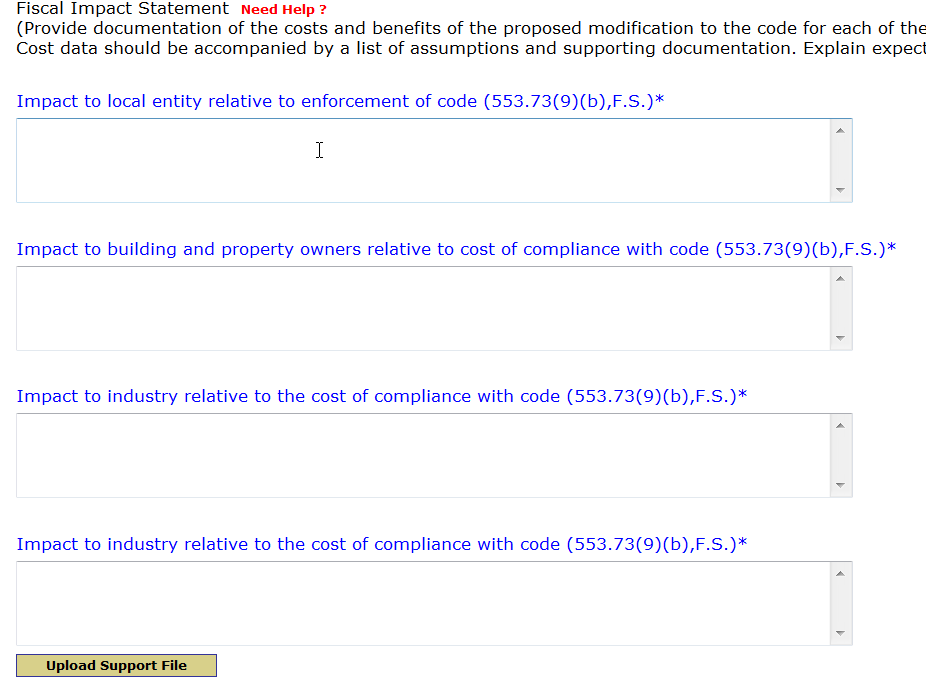 Fiscal Impact Statement Need Help ?
(Provide documentation of the costs and benefits of the proposed modification to the code for each of the
Cost data should be accompanied by a list of assumptions and supporting documentation. Explain expect
Impact to local entity relative to enforcement of code (553.73(9)(b),F.S.)*
Impact to building and property owners relative to cost of compliance with code (553.73(9)(b),F.S.)*
Impact to industry relative to the cost of compliance with code (553.73(9)(b),F.S.)*
Impact to industry relative to the cost of compliance with code (553.73(9)(b),F.S.)*
Upload Support File